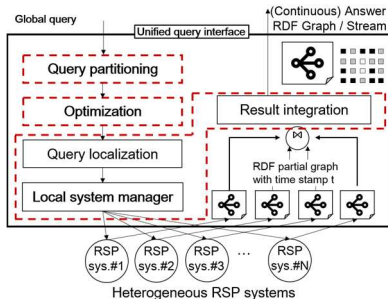 Global query
(Continuous) Answer
RDF Graph / Stream
Unified query interface
Query partitioning
Optimization
Query localization
Local system manager
Result integration
⋈
RDF partial graph
with time stamp t
RSP
sys.#1
RSP
sys.#2
RSP
sys.#3
...
RSP
sys.#N
Heterogeneous RSP systems